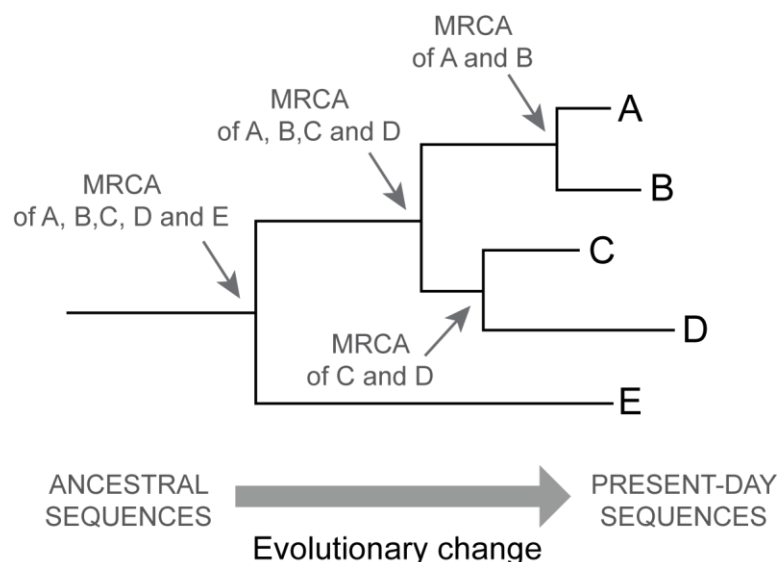 MRCA
of A and B
A
MRCA
of A, B,C and D
B
MRCA
of A, B,C, D and E
C
D
MRCA
of C and D
E
ANCESTRAL
SEQUENCES
PRESENT-DAY
SEQUENCES
Evolutionary change